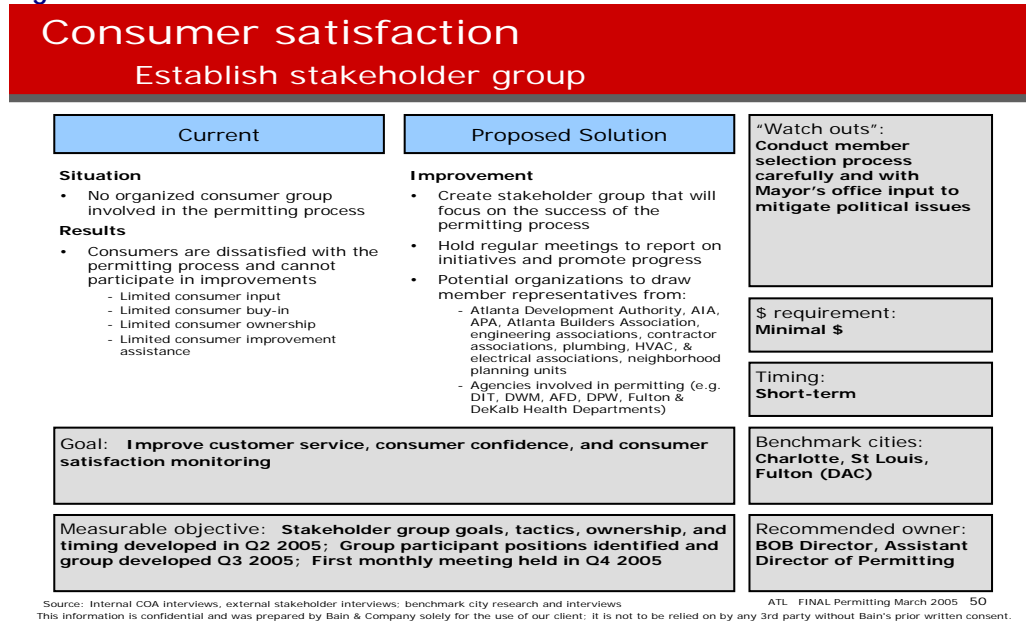 Consumer satisfaction
Establish stakeholder group
Current
Situation
• No organized consumer group
involved in the permitting process
Results
• Consumers are dissatisfied with the
permitting process and cannot
participate in improvements
- Limited consumer input
- Limited consumer buy-in
- Limited consumer ownership
- Limited consumer improvement
assistance
Proposed Solution
Improvement
• Create stakeholder group that will
focus on the success of the
permitting process
• Hold regular meetings to report on
initiatives and promote progress
• Potential organizations to draw
member representatives from:
- Atlanta Development Authority, AIA,
APA, Atlanta Builders Association,
engineering associations, contractor
associations, plumbing, HVAC, &
electrical associations, neighborhood
planning units
- Agencies involved in permitting (e.g.
DIT, DWM, AFD, DPW, Fulton &
DeKalb Health Departments)
“Watch outs”:
Conduct member
selection process
carefully and with
Mayor’s office input to
mitigate political issues
$ requirement:
Minimal $
Timing:
Short-term
Goal: Improve customer service, consumer confidence, and consumer
satisfaction monitoring
Benchmark cities:
Charlotte, St Louis,
Fulton (DAC)
Measurable objective: Stakeholder group goals, tactics, ownership, and
timing developed in Q2 2005; Group participant positions identified and
group developed Q3 2005; First monthly meeting held in Q4 2005
Recommended owner:
BOB Director, Assistant
Director of Permitting
Source: Internal COA interviews, external stakeholder interviews; benchmark city research and interviews
ATL FINAL Permitting March 2005 50
This information is confidential and was prepared by Bain & Company solely for the use of our client; it is not to be relied on by any 3rd party without Bain's prior written consent.